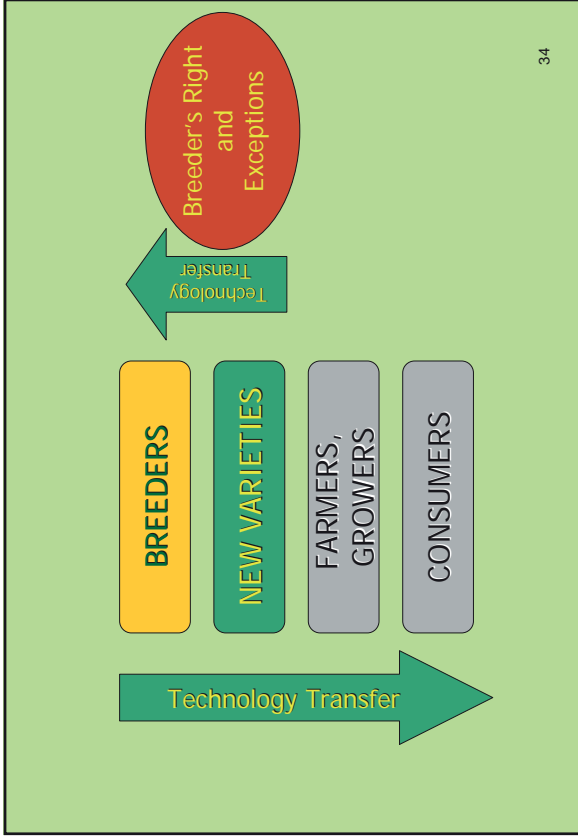 Technology Transfer
BREEDERS
NEW VARIETIES
FARMERS,
GROWERS
CONSUMERS
Technology
Transfer
Breeder's Right
and
Exceptions
34